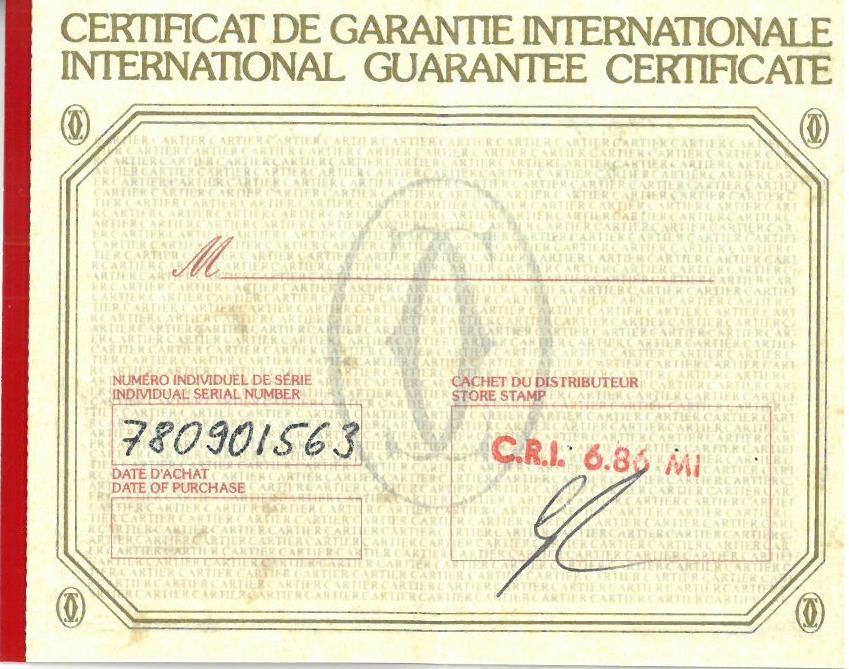 CERTIFICAT DE GARANTIE INTERNATIONALE
INTERNATIONAL GUARANTEE CERTIFICATE
M
NUMÉRO INDIVIDUEL DE SÉRIE
INDIVIDUAL SERIAL NUMBER
780901563
DATE D'ACHAT
DATE OF PURCHASE
CACHET DU DISTRIBUTEUR
STORE STAMP
C.R.I. 6.86 MI